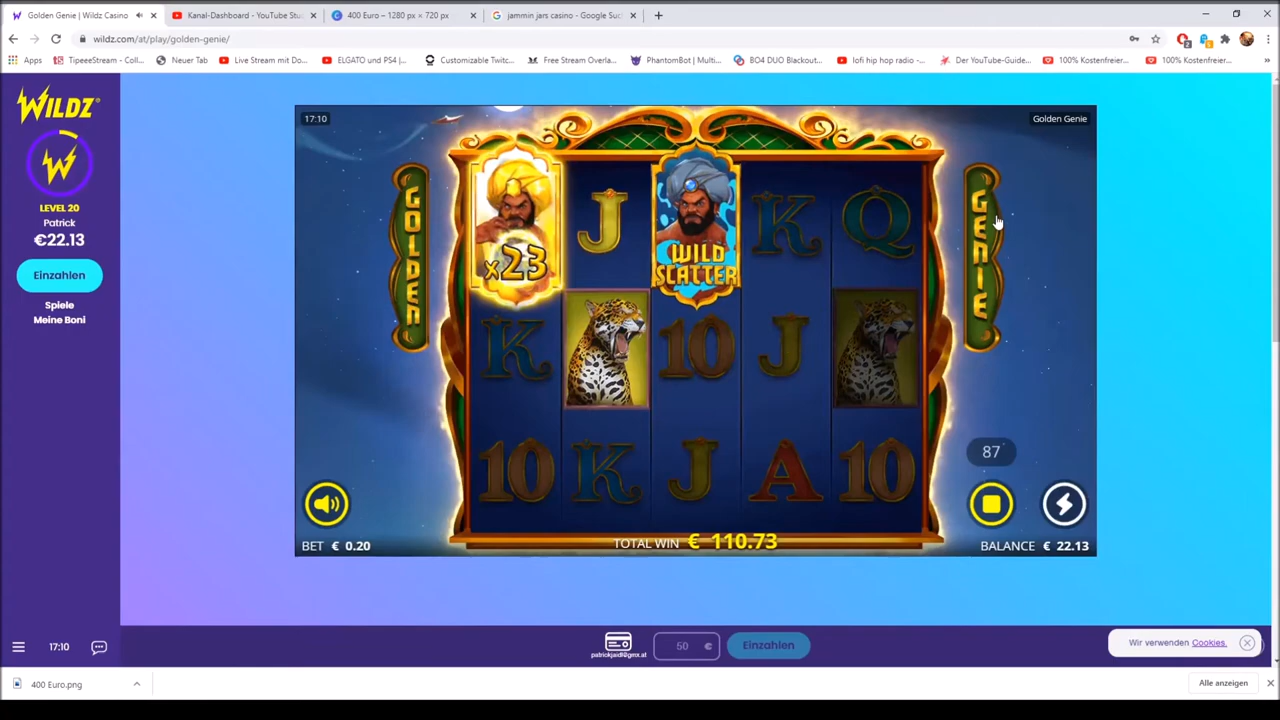 Golden Genie | Wildz Casino
Kanal-Dashboard - YouTube Stu
400 Euro – 1280 px × 720 px
jammin jars casino - Google Suc
wildz.com/at/play/golden-genie/
Apps
TipeeeStream - Coll...
Neuer Tab
Live Stream mit Do...
ELGATO und PS4 |...
Customizable Twitc...
Free Stream Overla...
PhantomBot | Multi...
BO4 DUO Blackout...
lofi hip hop radio -...
Der YouTube-Guide...
100% Kostenfreier...
100% Kostenfreier...
»
WILDZ
W
LEVEL 20
Patrick
€22.13
Einzahlen
Spiele
Meine Boni
17:10
Golden Genie
GOLDEN
GENIE
x23
J
WILD
SCATTER
K
Q
K
10
J
10
K
J
A
10
87
BET € 0.20
TOTAL WIN € 110.73
BALANCE € 22.13
17:10
patrickjaidl@gmx.at
50 €
Einzahlen
Wir verwenden Cookies.
400 Euro.png
Alle anzeigen